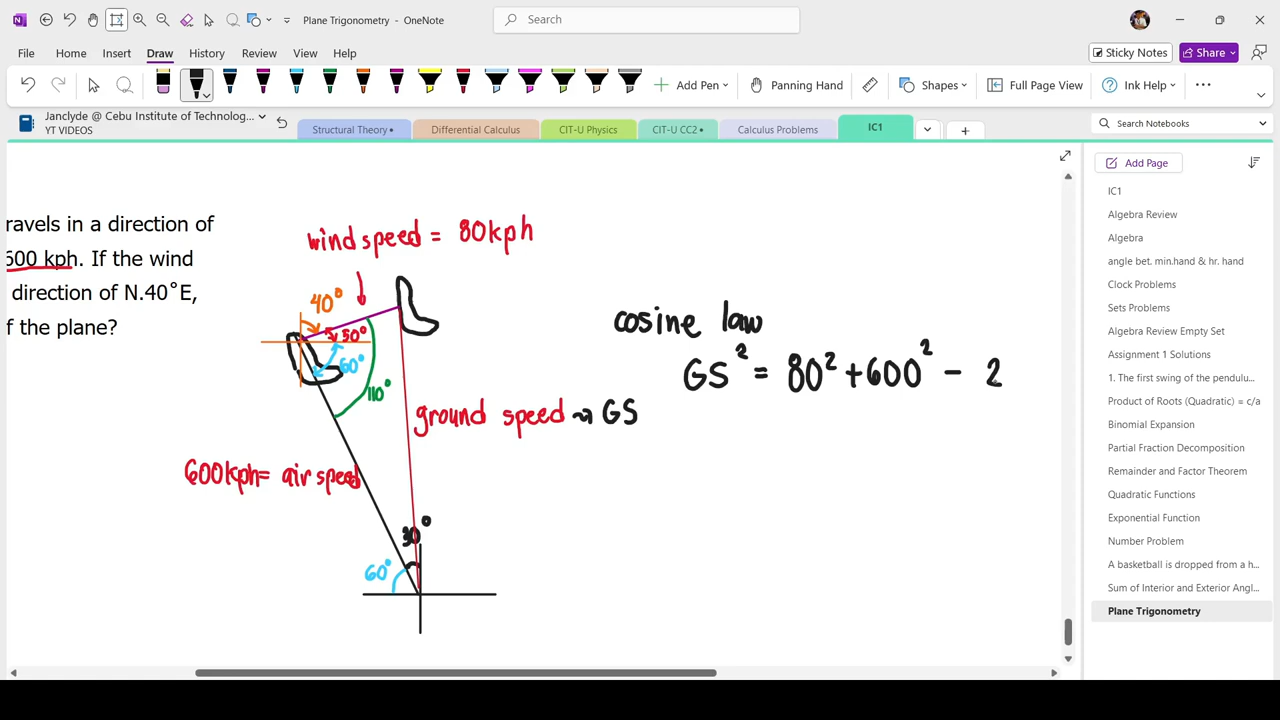 Plane Trigonometry - OneNote
Search
File Home Insert Draw History Review View Help
Sticky Notes
Share
Add Pen
Panning Hand
Shapes
Full Page View
Ink Help
Janclyde @ Cebu Institute of Technolog...
YT VIDEOS
Structural Theory
Differential Calculus
CIT-U Physics
CIT-U CC2
Calculus Problems
IC1
Search Notebooks
Add Page
IC1
Algebra Review
Algebra
angle bet. min.hand & hr. hand
Clock Problems
Sets Problems
Algebra Review Empty Set
Assignment 1 Solutions
1. The first swing of the pendulu...
Product of Roots (Quadratic) = c/a
Binomial Expansion
Partial Fraction Decomposition
Remainder and Factor Theorem
Quadratic Functions
Exponential Function
Number Problem
A basketball is dropped from a h...
Sum of Interior and Exterior Angl...
Plane Trigonometry
ravels in a direction of
600 kph. If the wind
direction of N.40°E,
f the plane?
wind speed = 80kph
40°
50°
60°
110°
ground speed → GS
600kph = air speed
30°
60°
cosine law
GS² = 80² + 600² - 2